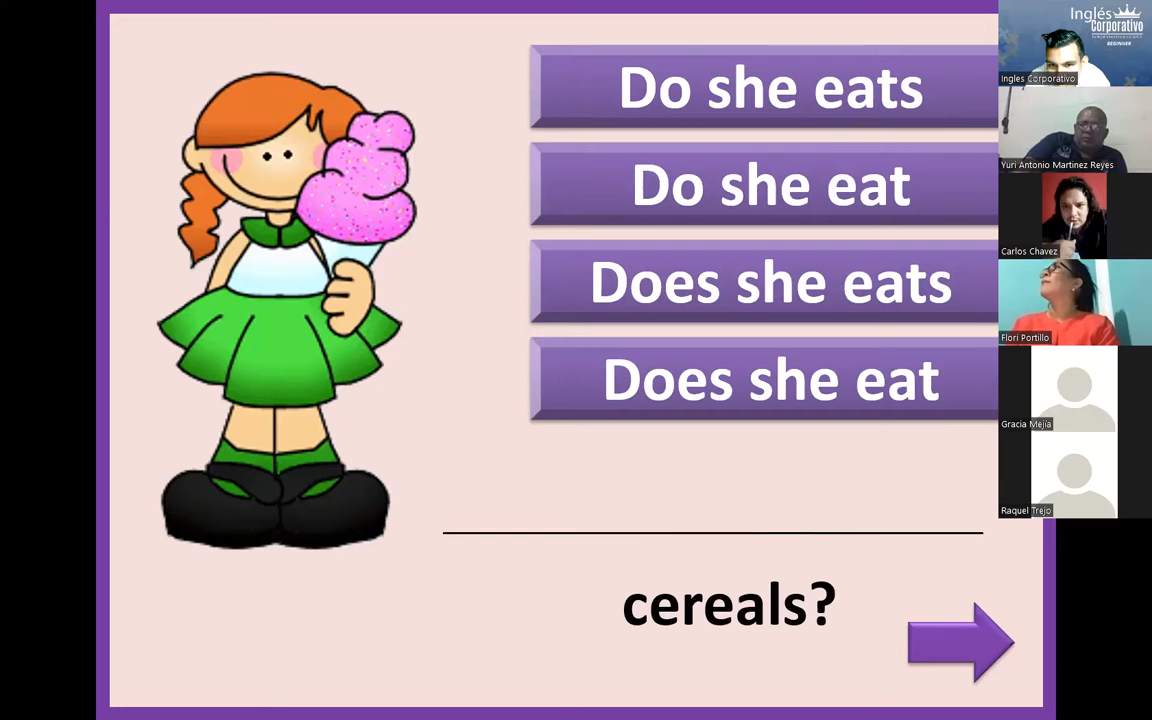 Do she eats
Do she eat
Does she eats
Does she eat
cereals?
Inglés
Corporativo
BEGINNER
Ingles Corporativo
Yuri Antonio Martinez Reyes
Carlos Chavez
Flori Portillo
Gracia Mejia
Raquel Trejo